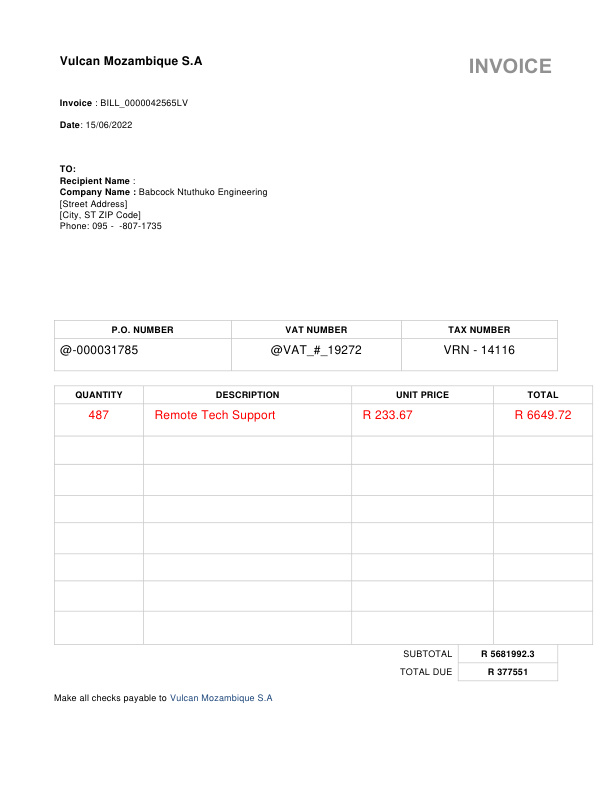 Vulcan Mozambique S.A
INVOICE
Invoice : BILL_0000042565LV
Date: 15/06/2022
TO:
Recipient Name :
Company Name : Babcock Ntuthuko Engineering
[Street Address]
[City, ST ZIP Code]
Phone: 095 - -807-1735
P.O. NUMBER VAT NUMBER TAX NUMBER
@-000031785 @VAT_#_19272 VRN - 14116
QUANTITY DESCRIPTION UNIT PRICE TOTAL
487 Remote Tech Support R 233.67 R 6649.72
SUBTOTAL R 5681992.3
TOTAL DUE R 377551
Make all checks payable to Vulcan Mozambique S.A